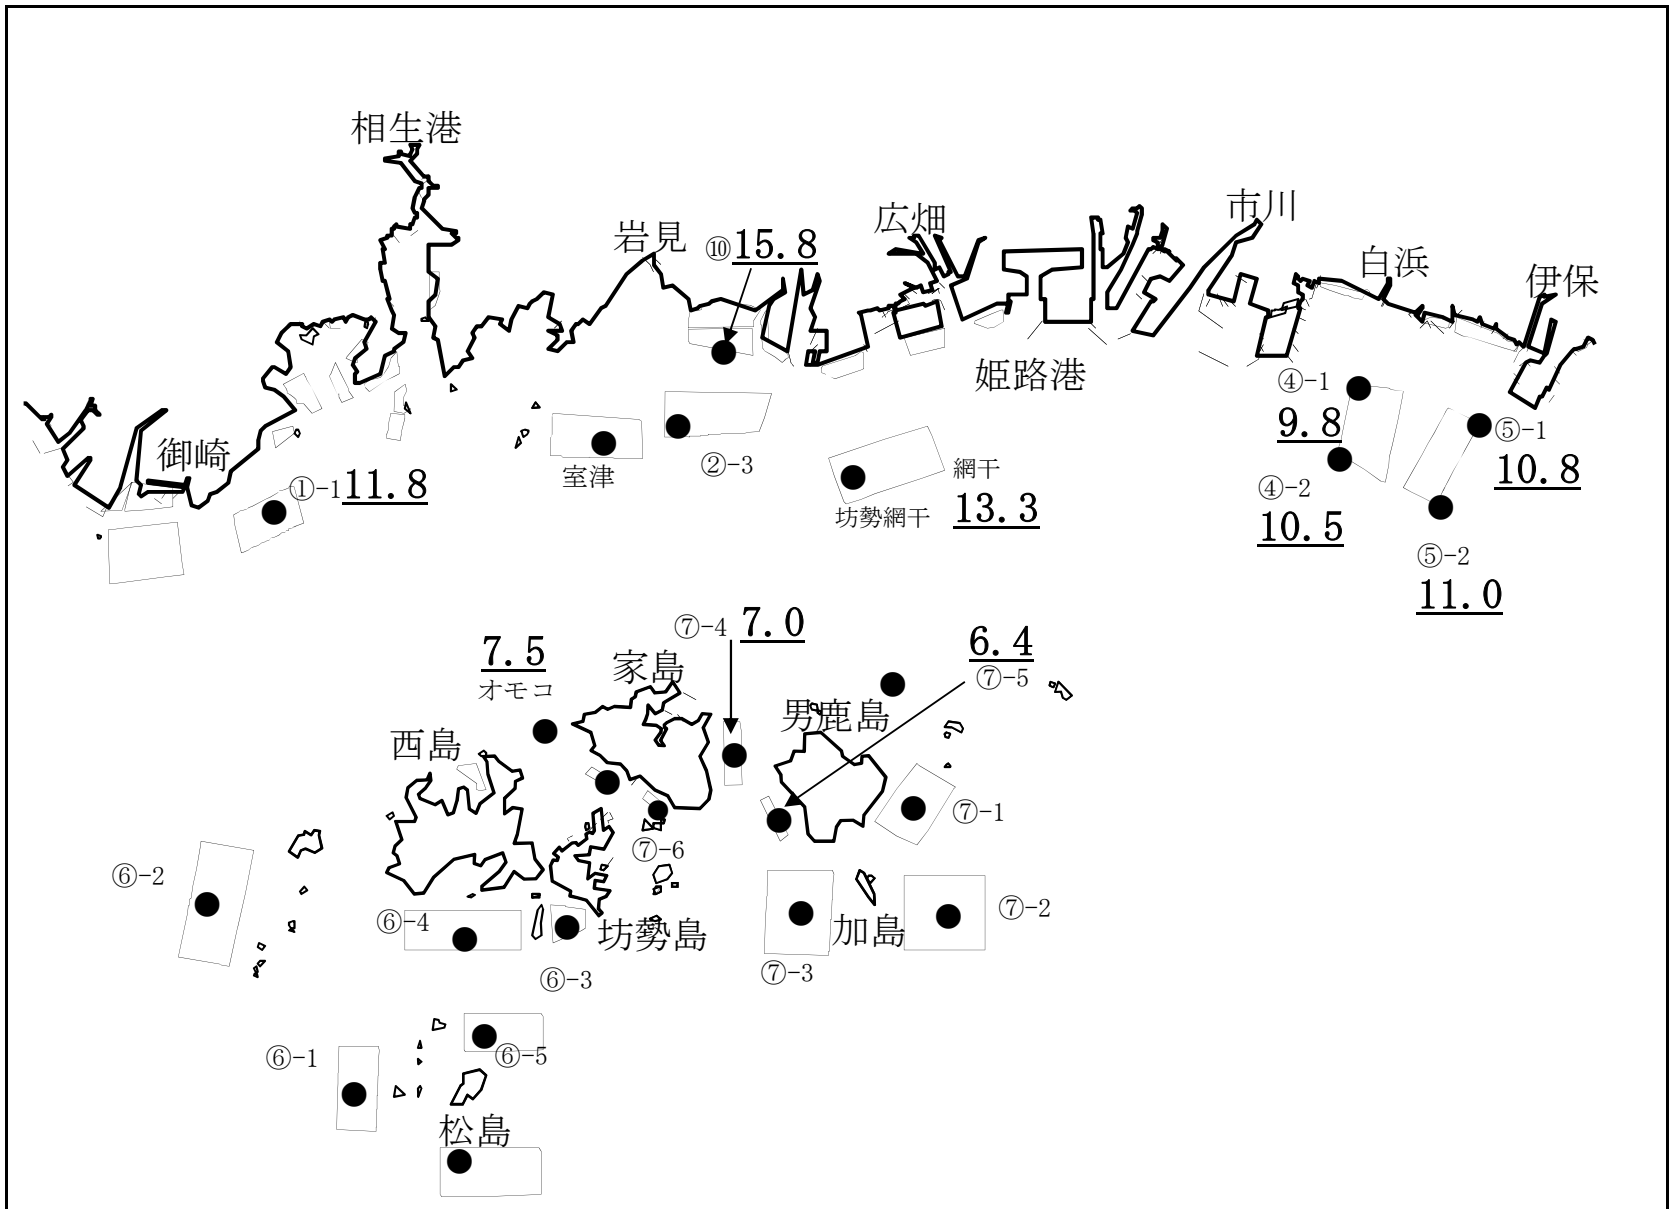 相生港
市川
広畑
岩見
⑩15.8
白浜
伊保
姫路港
④-1
9.8
御崎
⑤-1
②-3
網干
室津
10.8
①-1 11.8
④-2
坊勢網干
13.3
10.5
⑤-2
11.0
⑦-4 7.0
7.5
6.4
家島
⑦-5
オモコ
男鹿島
西島
⑦-1
⑦-6
⑥-2
⑦-2
⑥-4
坊勢島
加島
⑥-3
⑦-3
⑥-1
⑥-5
松島